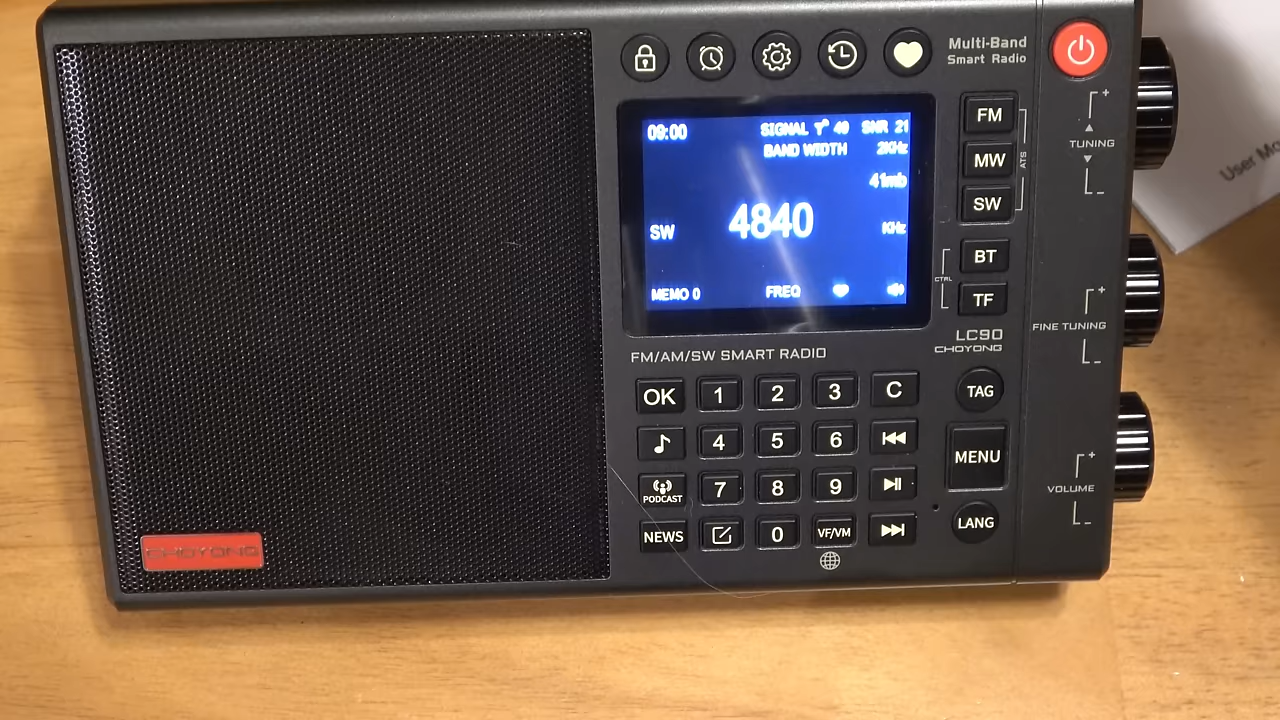 Multi-Band
Smart Radio
09:00
SIGNAL 40 SNR 21
BAND WIDTH 2KHz
41mb
SW 4840 KHz
MEMO 0 FREQ
FM
MW
SW
ATS
BT
TF
CTRL
LC90
CHOYONG
TUNING
FINE TUNING
VOLUME
FM/AM/SW SMART RADIO
OK 1 2 3 C
4 5 6
PODCAST 7 8 9
NEWS 0 VF/VM
TAG
MENU
LANG
CHOYONG
User